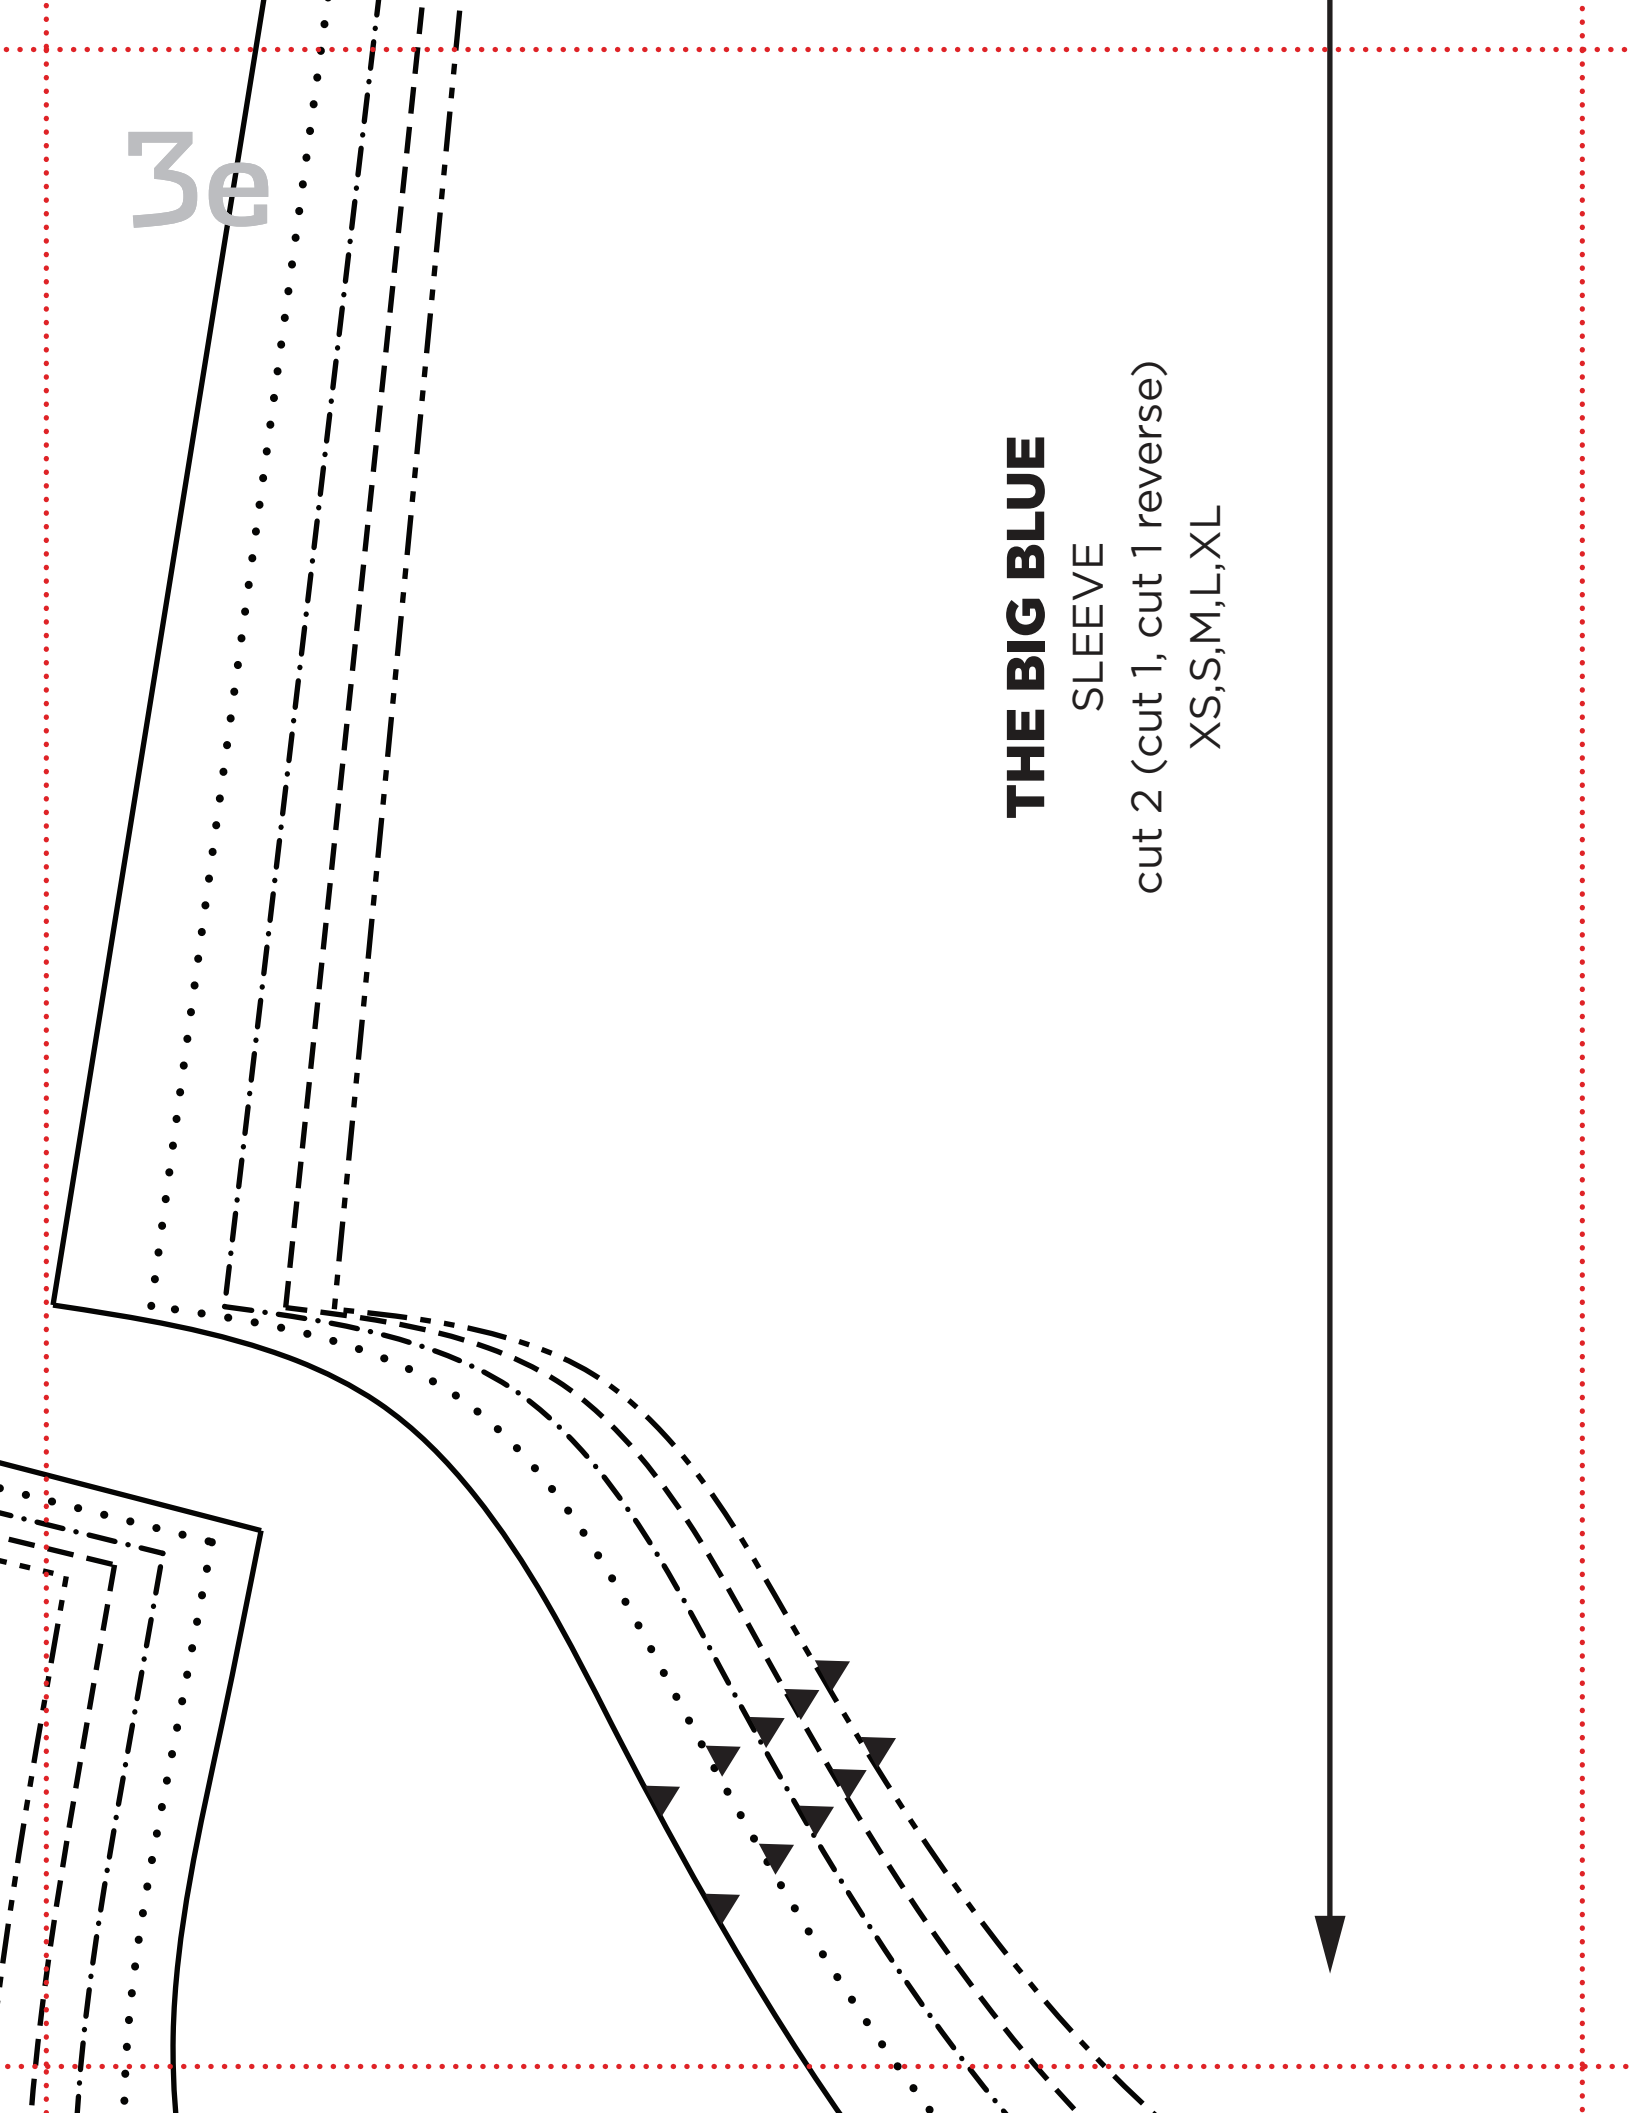 3e
THE BIG BLUE
SLEEVE
cut 2 (cut 1, cut 1 reverse)
XS,S,M,L,XL